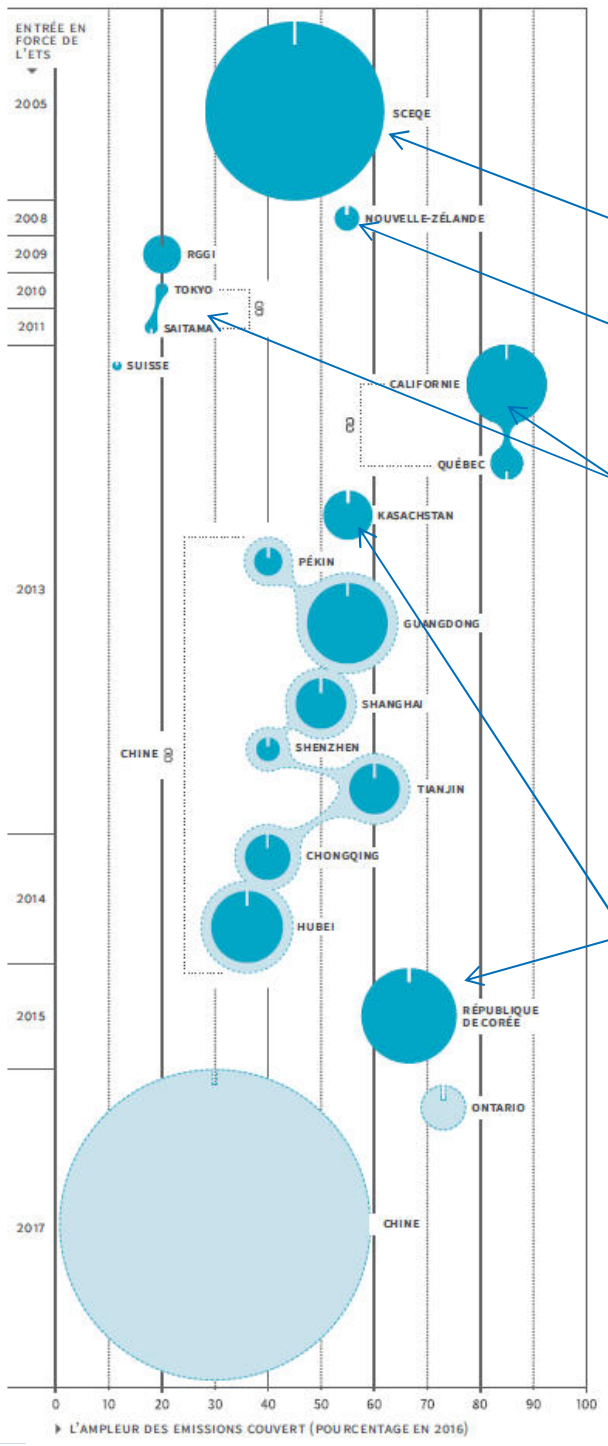 ENTRÉE EN
FORCE DE
L'ETS
2005
SCEQE
2008
NOUVELLE-ZÉLANDE
2009
RGGI
2010
TOKYO
2011
SAITAMA
SUISSE
CALIFORNIE
QUÉBEC
KASACHSTAN
PÉKIN
2013
GUANGDONG
SHANGHAI
SHENZHEN
CHINE
TIANJIN
CHONGQING
2014
HUBEI
2015
RÉPUBLIQUE
DE CORÉE
ONTARIO
2017
CHINE
0 10 20 30 40 50 60 70 80 90 100
L'AMPLEUR DES EMISSIONS COUVERT (POURCENTAGE EN 2016)